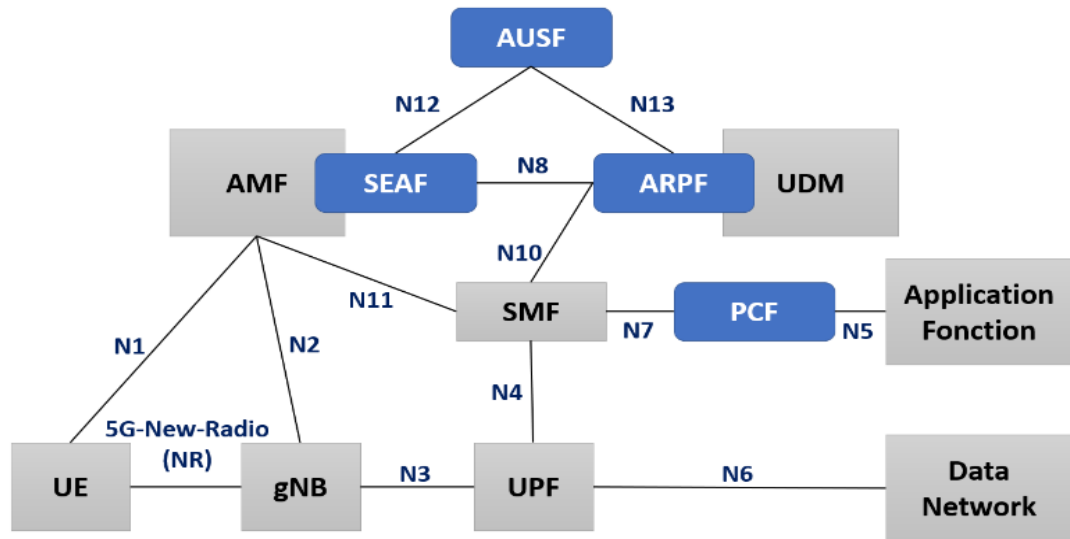 AUSF
N12
N13
AMF
SEAF
N8
ARPF
UDM
N10
N11
SMF
N7
PCF
N5
Application
Fonction
N1
N2
N4
5G-New-Radio
(NR)
UE
gNB
N3
UPF
N6
Data
Network